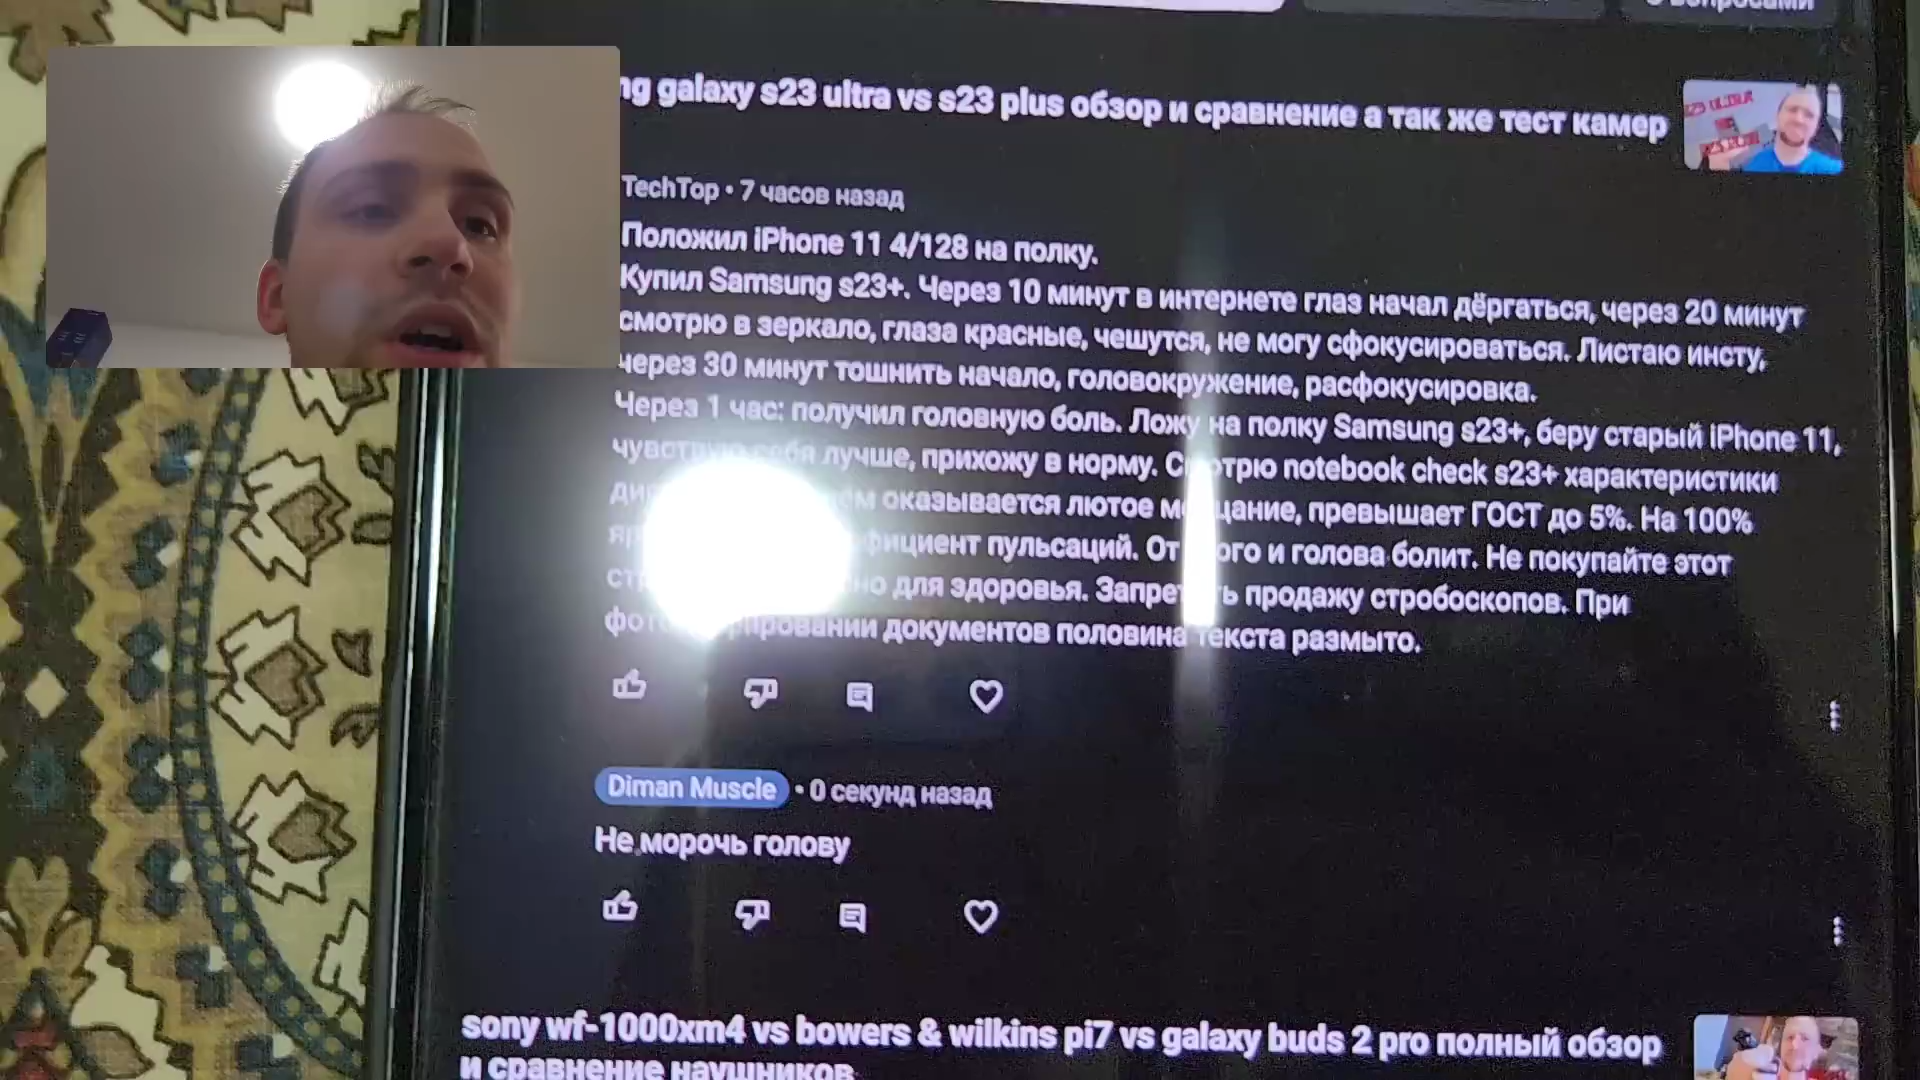 вопросами
ng galaxy s23 ultra vs s23 plus обзор и сравнение а так же тест камер
TechTop • 7 часов назад
Положил iPhone 11 4/128 на полку.
Купил Samsung s23+. Через 10 минут в интернете глаз начал дёргаться, через 20 минут
смотрю в зеркало, глаза красные, чешутся, не могу сфокусироваться. Листаю инсту,
через 30 минут тошнить начало, головокружение, расфокусировка.
Через 1 час: получил головную боль. Ложу на полку Samsung s23+, беру старый iPhone 11,
лучше, прихожу в норму. notebook check s23+ характеристики
оказывается лютое превышает ГОСТ до 5%. На 100%
пульсаций. и голова болит. Не покупайте этот
для здоровья. продажу стробоскопов. При
документов половина текста размыто.
Diman Muscle • 0 секунд назад
Не морочь голову
sony wf-1000xm4 vs bowers & wilkins pi7 vs galaxy buds 2 pro полный обзор
и сравнение наушников